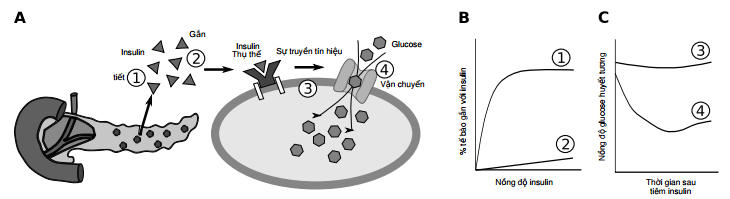 A
Gắn
Insulin
②
tiết ①
Insulin
Thụ thể
Sự truyền tín hiệu
Glucose
④
Vận chuyển
③
B
% tế bào gắn với insulin
①
②
Nồng độ insulin
C
Nồng độ glucose huyết tương
③
④
Thời gian sau
tiêm insulin